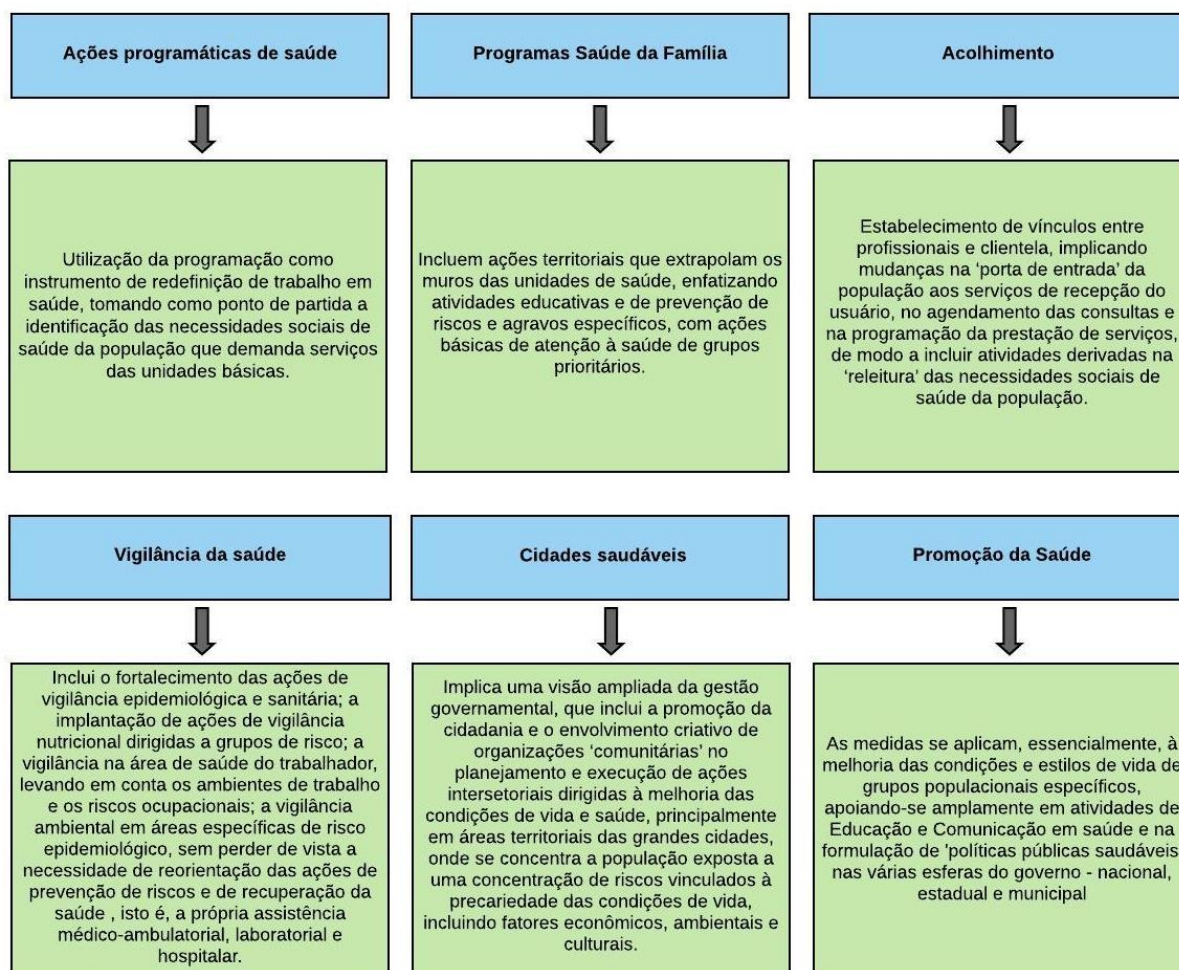 Ações programáticas de saúde
Programas Saúde da Família
Acolhimento
Utilização da programação como
instrumento de redefinição de trabalho em
saúde, tomando como ponto de partida a
identificação das necessidades sociais de
saúde da população que demanda serviços
das unidades básicas.
Incluem ações territoriais que extrapolam os
muros das unidades de saúde, enfatizando
atividades educativas e de prevenção de
riscos e agravos específicos, com ações
básicas de atenção à saúde de grupos
prioritários.
Estabelecimento de vínculos entre
profissionais e clientela, implicando
mudanças na ‘porta de entrada’ da
população aos serviços de recepção do
usuário, no agendamento das consultas e
na programação da prestação de serviços,
de modo a incluir atividades derivadas na
‘releitura’ das necessidades sociais de
saúde da população.
Vigilância da saúde
Cidades saudáveis
Promoção da Saúde
Inclui o fortalecimento das ações de
vigilância epidemiológica e sanitária; a
implantação de ações de vigilância
nutricional dirigidas a grupos de risco; a
vigilância na área de saúde do trabalhador,
levando em conta os ambientes de trabalho
e os riscos ocupacionais; a vigilância
ambiental em áreas específicas de risco
epidemiológico, sem perder de vista a
necessidade de reorientação das ações de
prevenção de riscos e de recuperação da
saúde , isto é, a própria assistência
médico-ambulatorial, laboratorial e
hospitalar.
Implica uma visão ampliada da gestão
governamental, que inclui a promoção da
cidadania e o envolvimento criativo de
organizações ‘comunitárias’ no
planejamento e execução de ações
intersetoriais dirigidas à melhoria das
condições de vida e saúde, principalmente
em áreas territoriais das grandes cidades,
onde se concentra a população exposta a
uma concentração de riscos vinculados à
precariedade das condições de vida,
incluindo fatores econômicos, ambientais e
culturais.
As medidas se aplicam, essencialmente, à
melhoria das condições e estilos de vida de
grupos populacionais específicos,
apoiando-se amplamente em atividades de
Educação e Comunicação em saúde e na
formulação de 'políticas públicas saudáveis
nas várias esferas do governo - nacional,
estadual e municipal